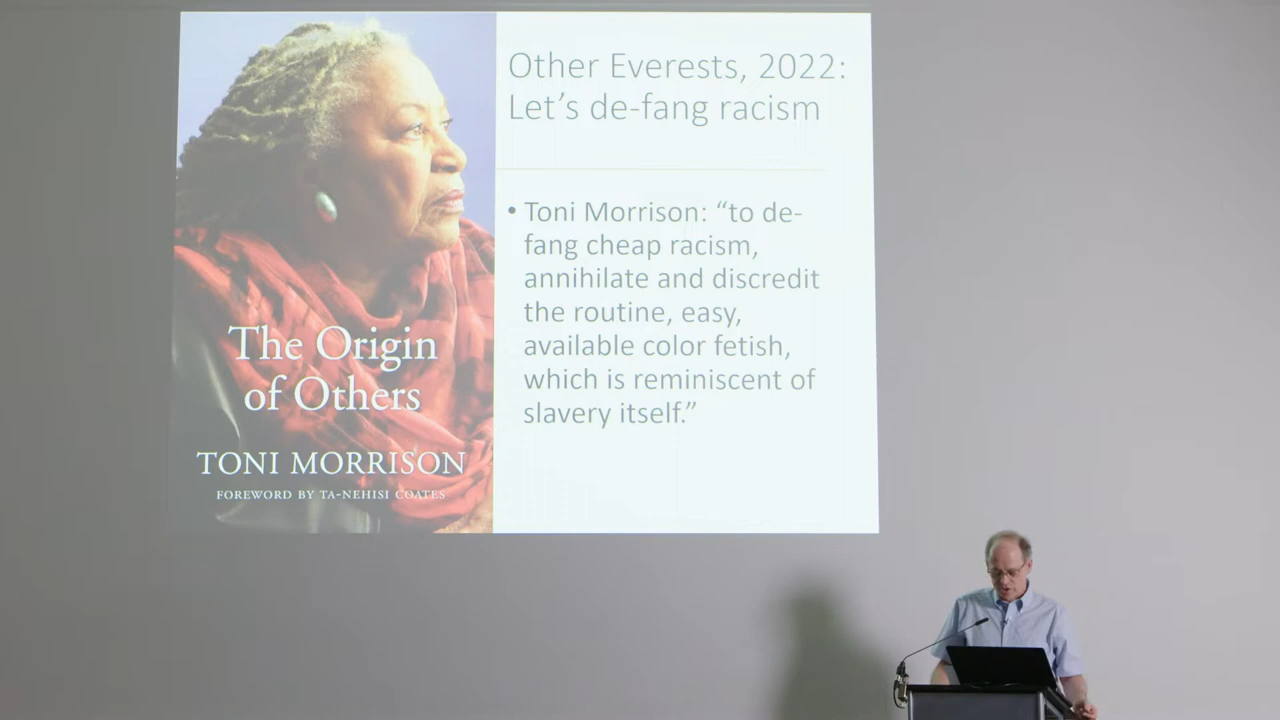 The Origin
of Others
TONI MORRISON
FOREWORD BY TA-NEHISI COATES
Other Everests, 2022:
Let’s de-fang racism
• Toni Morrison: “to de-
fang cheap racism,
annihilate and discredit
the routine, easy,
available color fetish,
which is reminiscent of
slavery itself.”